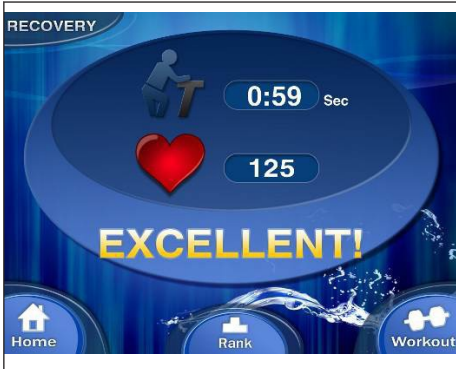 RECOVERY
0:59 Sec
125
EXCELLENT!
Home
Rank
Workout